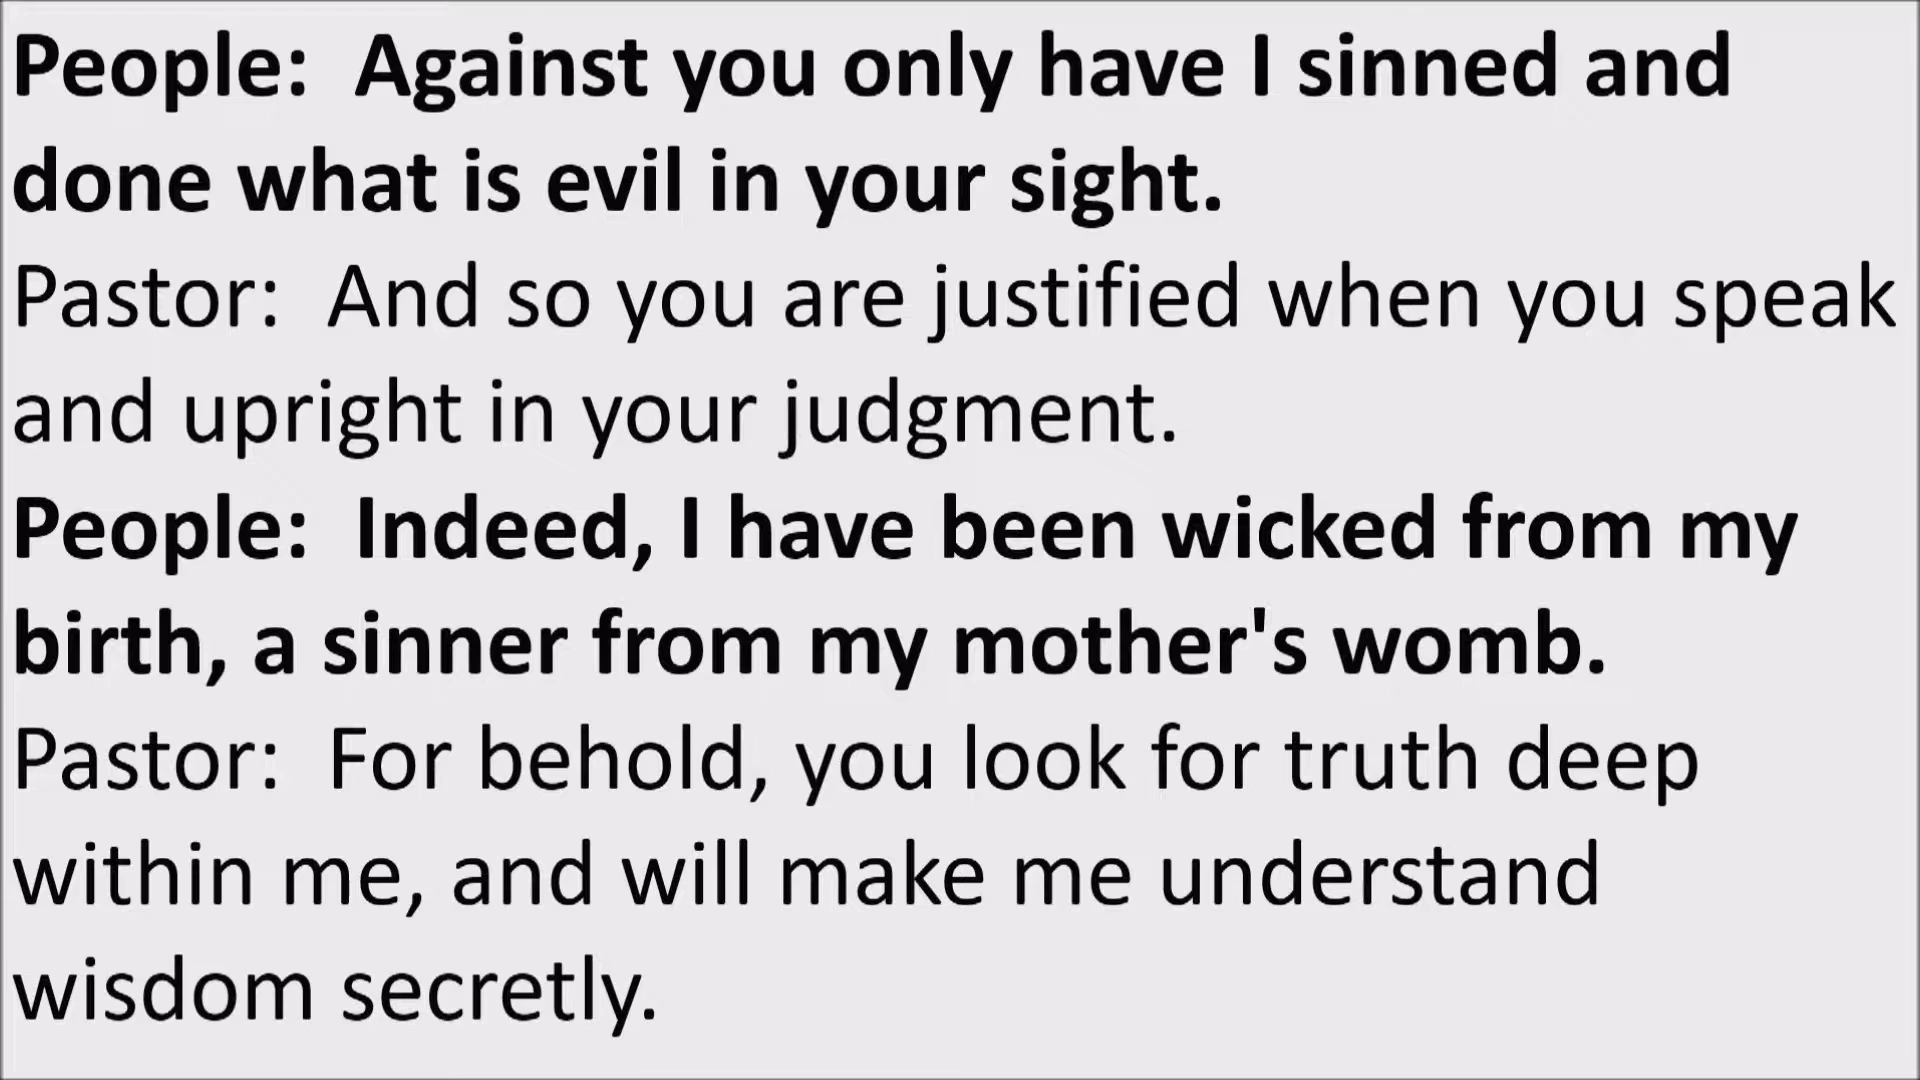 People:  Against you only have I sinned and
done what is evil in your sight.
Pastor:  And so you are justified when you speak
and upright in your judgment.
People:  Indeed, I have been wicked from my
birth, a sinner from my mother's womb.
Pastor:  For behold, you look for truth deep
within me, and will make me understand
wisdom secretly.